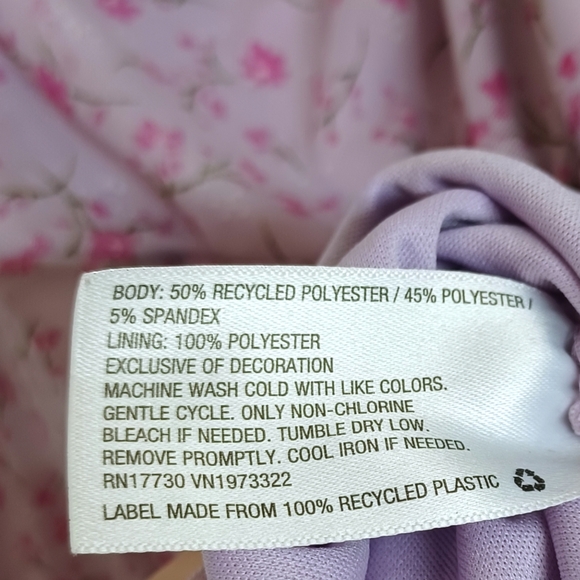 BODY: 50% RECYCLED POLYESTER / 45% POLYESTER /
5% SPANDEX
LINING: 100% POLYESTER
EXCLUSIVE OF DECORATION
MACHINE WASH COLD WITH LIKE COLORS.
GENTLE CYCLE. ONLY NON-CHLORINE
BLEACH IF NEEDED. TUMBLE DRY LOW.
REMOVE PROMPTLY. COOL IRON IF NEEDED.
RN17730 VN1973322
LABEL MADE FROM 100% RECYCLED PLASTIC